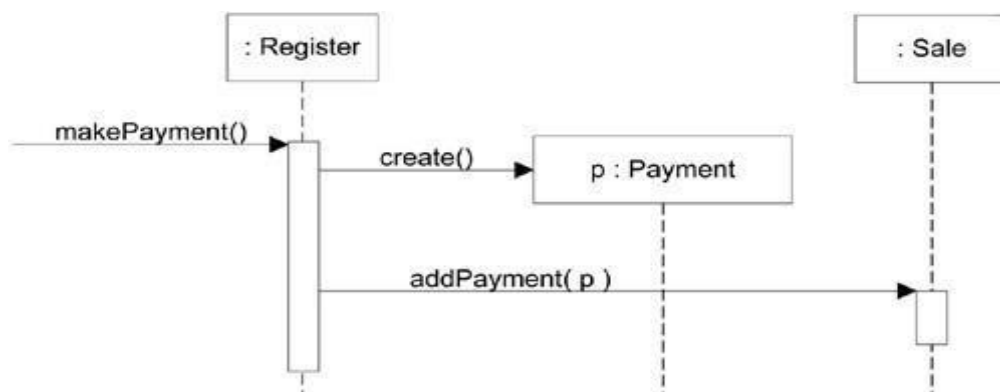 : Register
: Sale
makePayment()
create()
p : Payment
addPayment( p )